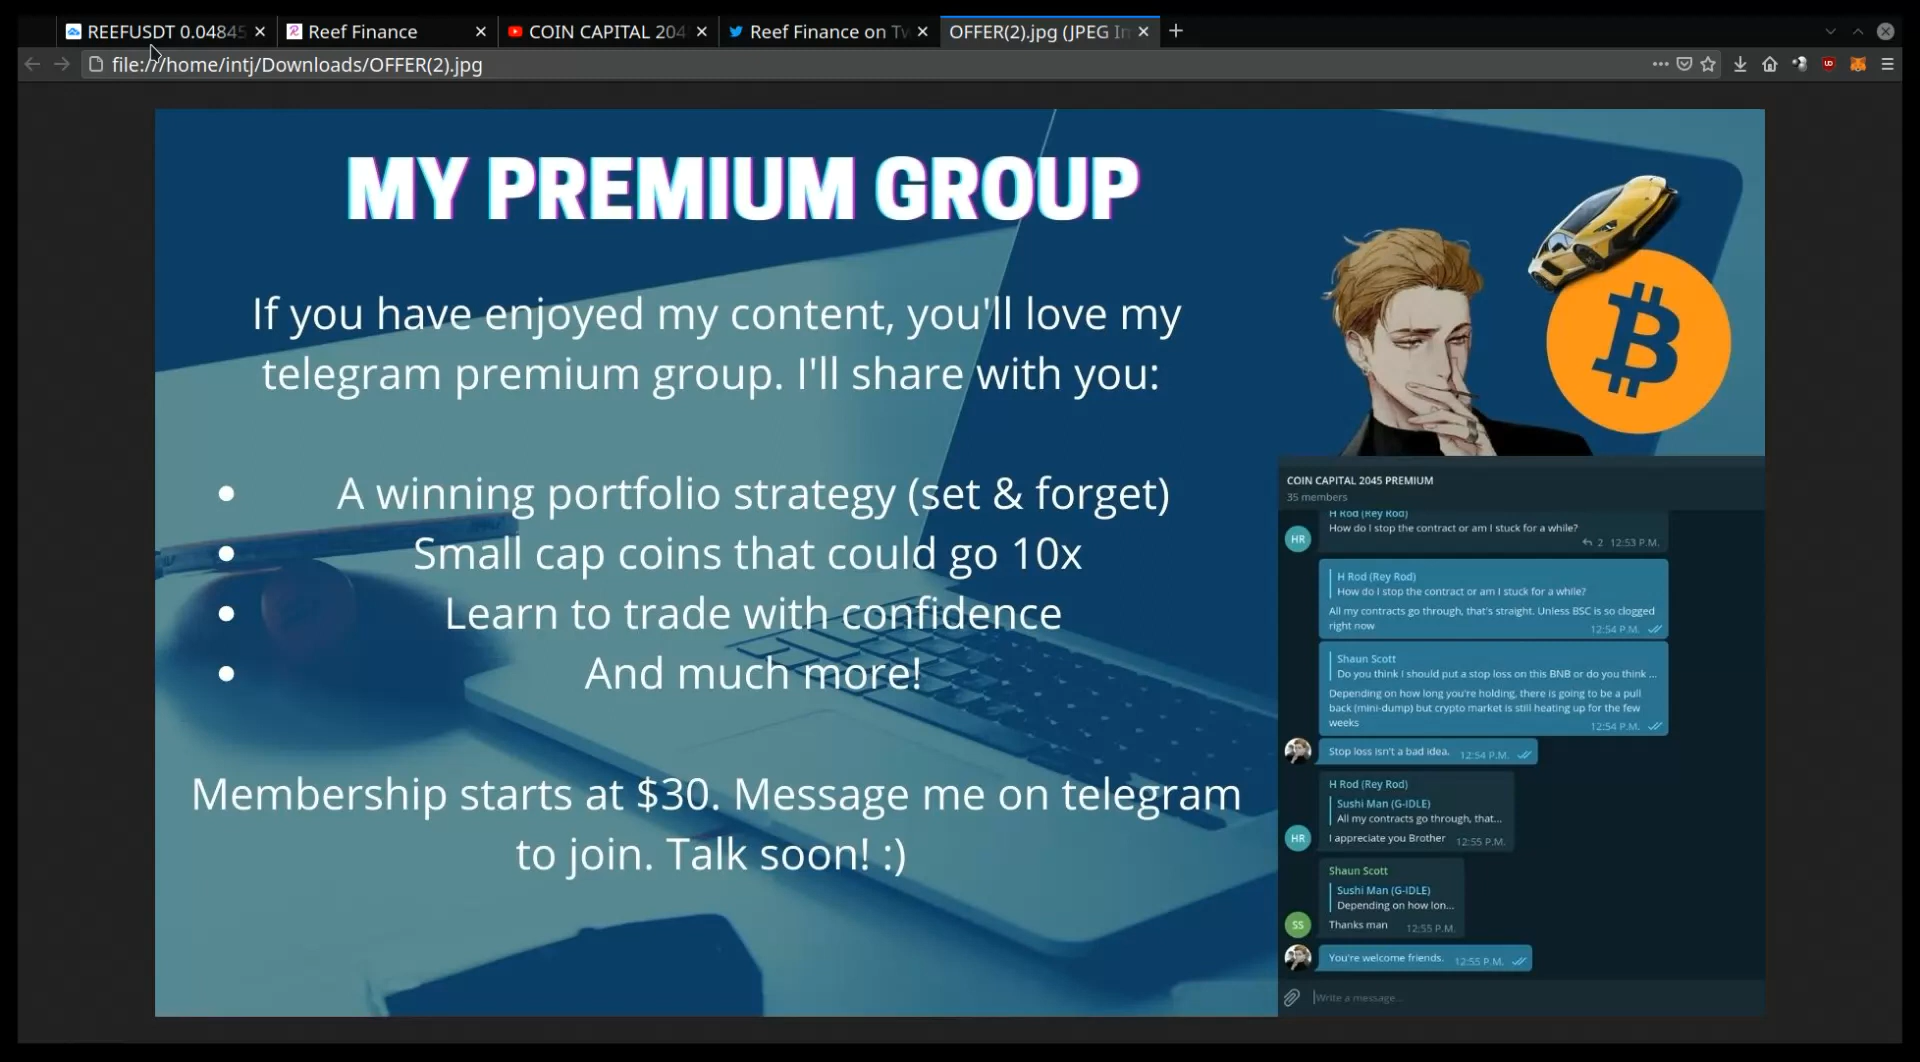 REEFUSDT 0.04845
Reef Finance
COIN CAPITAL 204
Reef Finance on Tw
OFFER(2).jpg (JPEG Im
file:///home/intj/Downloads/OFFER(2).jpg
MY PREMIUM GROUP
If you have enjoyed my content, you'll love my
telegram premium group. I'll share with you:
• A winning portfolio strategy (set & forget)
• Small cap coins that could go 10x
• Learn to trade with confidence
• And much more!
Membership starts at $30. Message me on telegram
to join. Talk soon! :)
COIN CAPITAL 2045 PREMIUM
35 members
H Rod (Rey Rod)
How do I stop the contract or am I stuck for a while?
2 12:53 P.M.
HR
H Rod (Rey Rod)
How do I stop the contract or am I stuck for a while?
All my contracts go through, that's straight. Unless BSC is so clogged
right now
12:54 P.M.
Shaun Scott
Do you think I should put a stop loss on this BNB or do you think ...
Depending on how long you're holding, there is going to be a pull
back (mini-dump) but crypto market is still heating up for the few
weeks
12:54 P.M.
Stop loss isn't a bad idea. 12:54 P.M.
H Rod (Rey Rod)
Sushi Man (G-IDLE)
All my contracts go through, that...
HR
I appreciate you Brother 12:55 P.M.
Shaun Scott
Sushi Man (G-IDLE)
Depending on how lon...
SS
Thanks man 12:55 P.M.
You're welcome friends. 12:55 P.M.
Write a message...